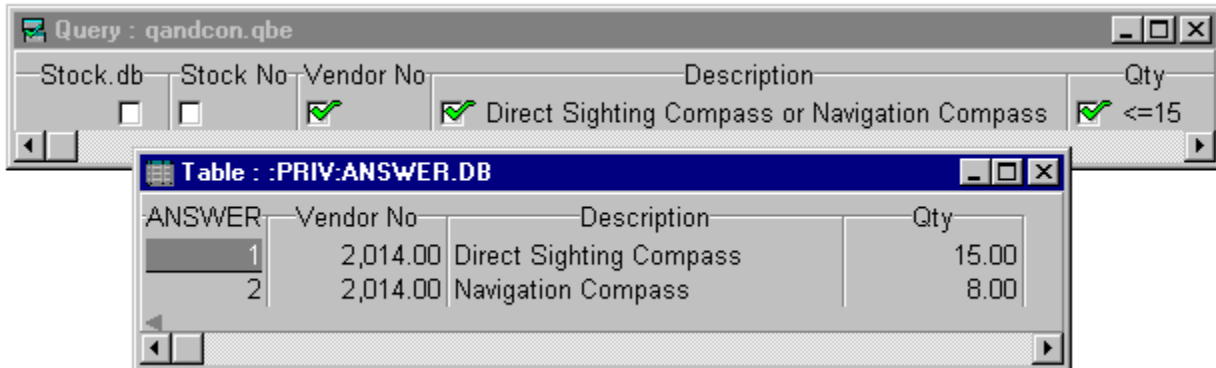 Query : qandcon.qbe
Stock.db Stock No Vendor No Description Qty
Direct Sighting Compass or Navigation Compass <=15
Table : :PRIV:ANSWER.DB
ANSWER Vendor No Description Qty
1 2,014.00 Direct Sighting Compass 15.00
2 2,014.00 Navigation Compass 8.00